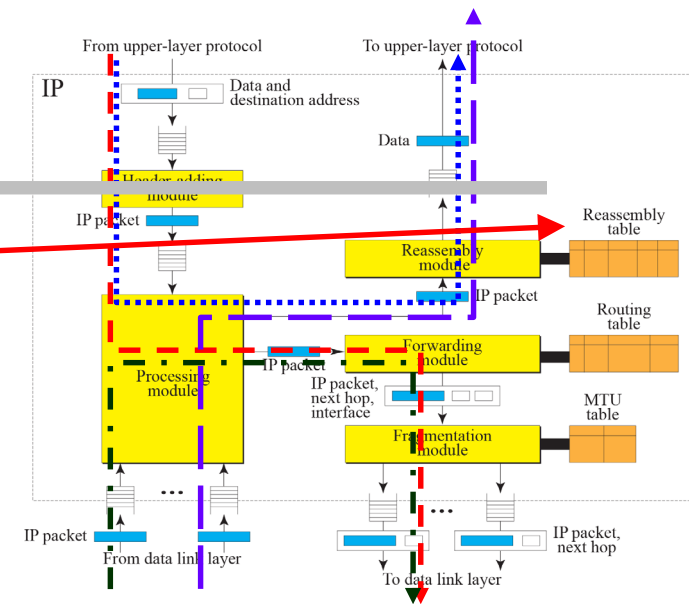 From upper-layer protocol
To upper-layer protocol
IP
Data and
destination address
Data
Header-adding
module
IP packet
Reassembly
table
Reassembly
module
IP packet
Routing
table
Forwarding
module
IP packet
Processing
module
IP packet,
next hop,
interface
MTU
table
Fragmentation
module
...
...
IP packet
IP packet,
next hop
From data link layer
To data link layer